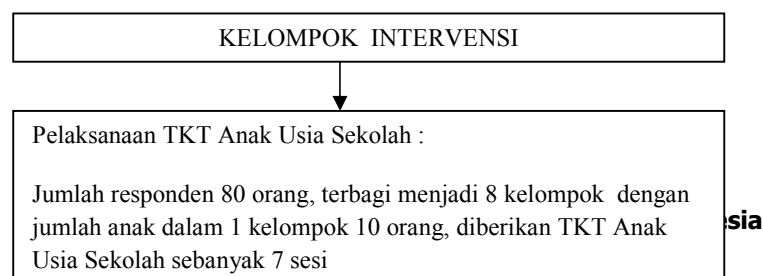 KELOMPOK INTERVENSI
Pelaksanaan TKT Anak Usia Sekolah :
Jumlah responden 80 orang, terbagi menjadi 8 kelompok dengan
jumlah anak dalam 1 kelompok 10 orang, diberikan TKT Anak
Usia Sekolah sebanyak 7 sesi